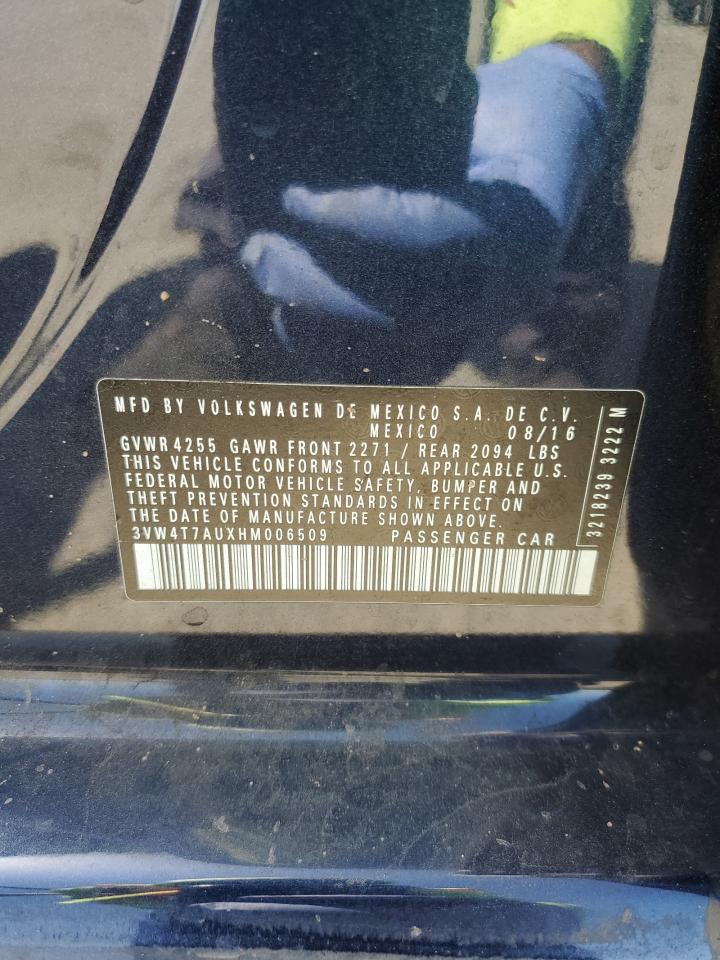 MFD BY VOLKSWAGEN DE MEXICO S.A. DE C.V.
MEXICO 08/16
GVWR 4255 GAWR FRONT 2271 / REAR 2094 LBS
THIS VEHICLE CONFORMS TO ALL APPLICABLE U.S.
FEDERAL MOTOR VEHICLE SAFETY, BUMPER AND
THEFT PREVENTION STANDARDS IN EFFECT ON
THE DATE OF MANUFACTURE SHOWN ABOVE.
3VW4T7AUXHM006509 PASSENGER CAR
3218239 3222 M